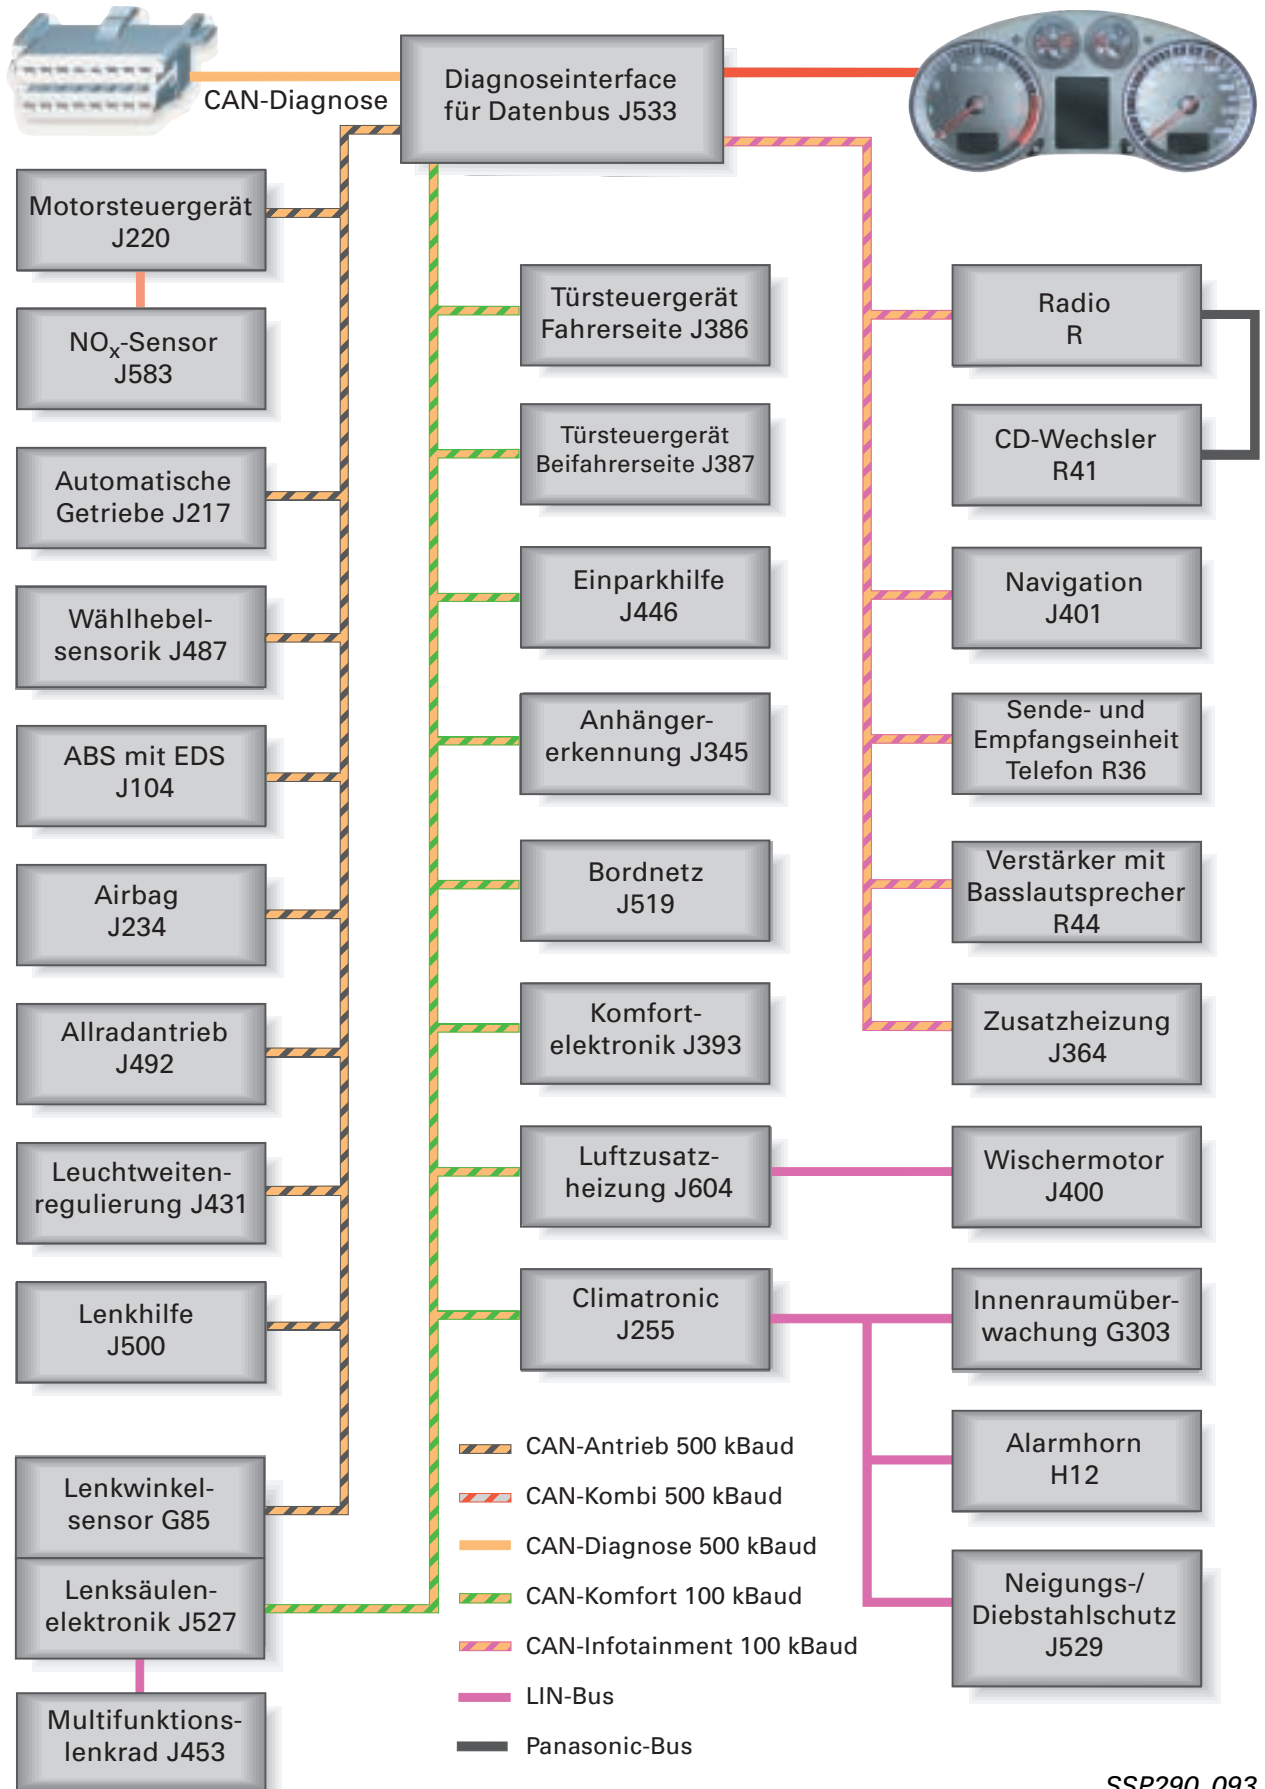 CAN-Diagnose
Diagnoseinterface
für Datenbus J533
Motorsteuergerät
J220
NOx-Sensor
J583
Automatische
Getriebe J217
Wählhebel-
sensorik J487
ABS mit EDS
J104
Airbag
J234
Allradantrieb
J492
Leuchtweiten-
regulierung J431
Lenkhilfe
J500
Lenkwinkel-
sensor G85
Lenksäulen-
elektronik J527
Multifunktions-
lenkrad J453
Türsteuergerät
Fahrerseite J386
Türsteuergerät
Beifahrerseite J387
Einparkhilfe
J446
Anhänger-
erkennung J345
Bordnetz
J519
Komfort-
elektronik J393
Luftzusatz-
heizung J604
Climatronic
J255
Radio
R
CD-Wechsler
R41
Navigation
J401
Sende- und
Empfangseinheit
Telefon R36
Verstärker mit
Basslautsprecher
R44
Zusatzheizung
J364
Wischermotor
J400
Innenraumüber-
wachung G303
Alarmhorn
H12
Neigungs-/
Diebstahlschutz
J529
CAN-Antrieb 500 kBaud
CAN-Kombi 500 kBaud
CAN-Diagnose 500 kBaud
CAN-Komfort 100 kBaud
CAN-Infotainment 100 kBaud
LIN-Bus
Panasonic-Bus
SSP290_093